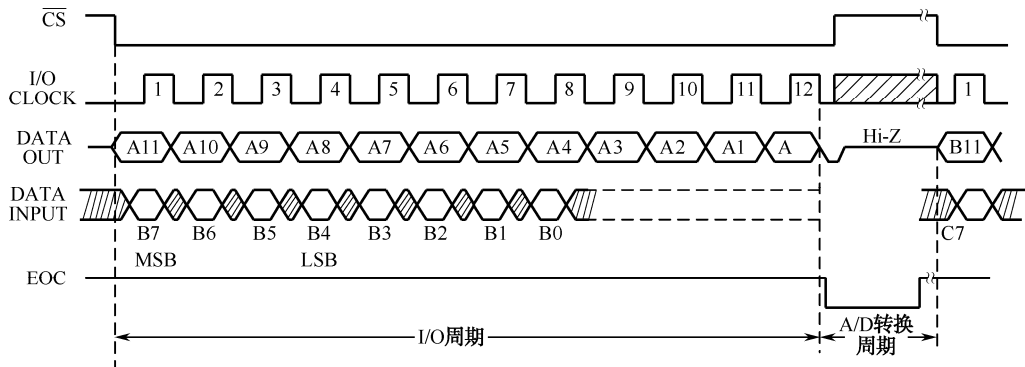 CS
I/O CLOCK 1 2 3 4 5 6 7 8 9 10 11 12 1
DATA OUT A11 A10 A9 A8 A7 A6 A5 A4 A3 A2 A1 A Hi-Z B11
DATA INPUT B7 B6 B5 B4 B3 B2 B1 B0 C7
MSB LSB
EOC
I/O周期 A/D转换周期